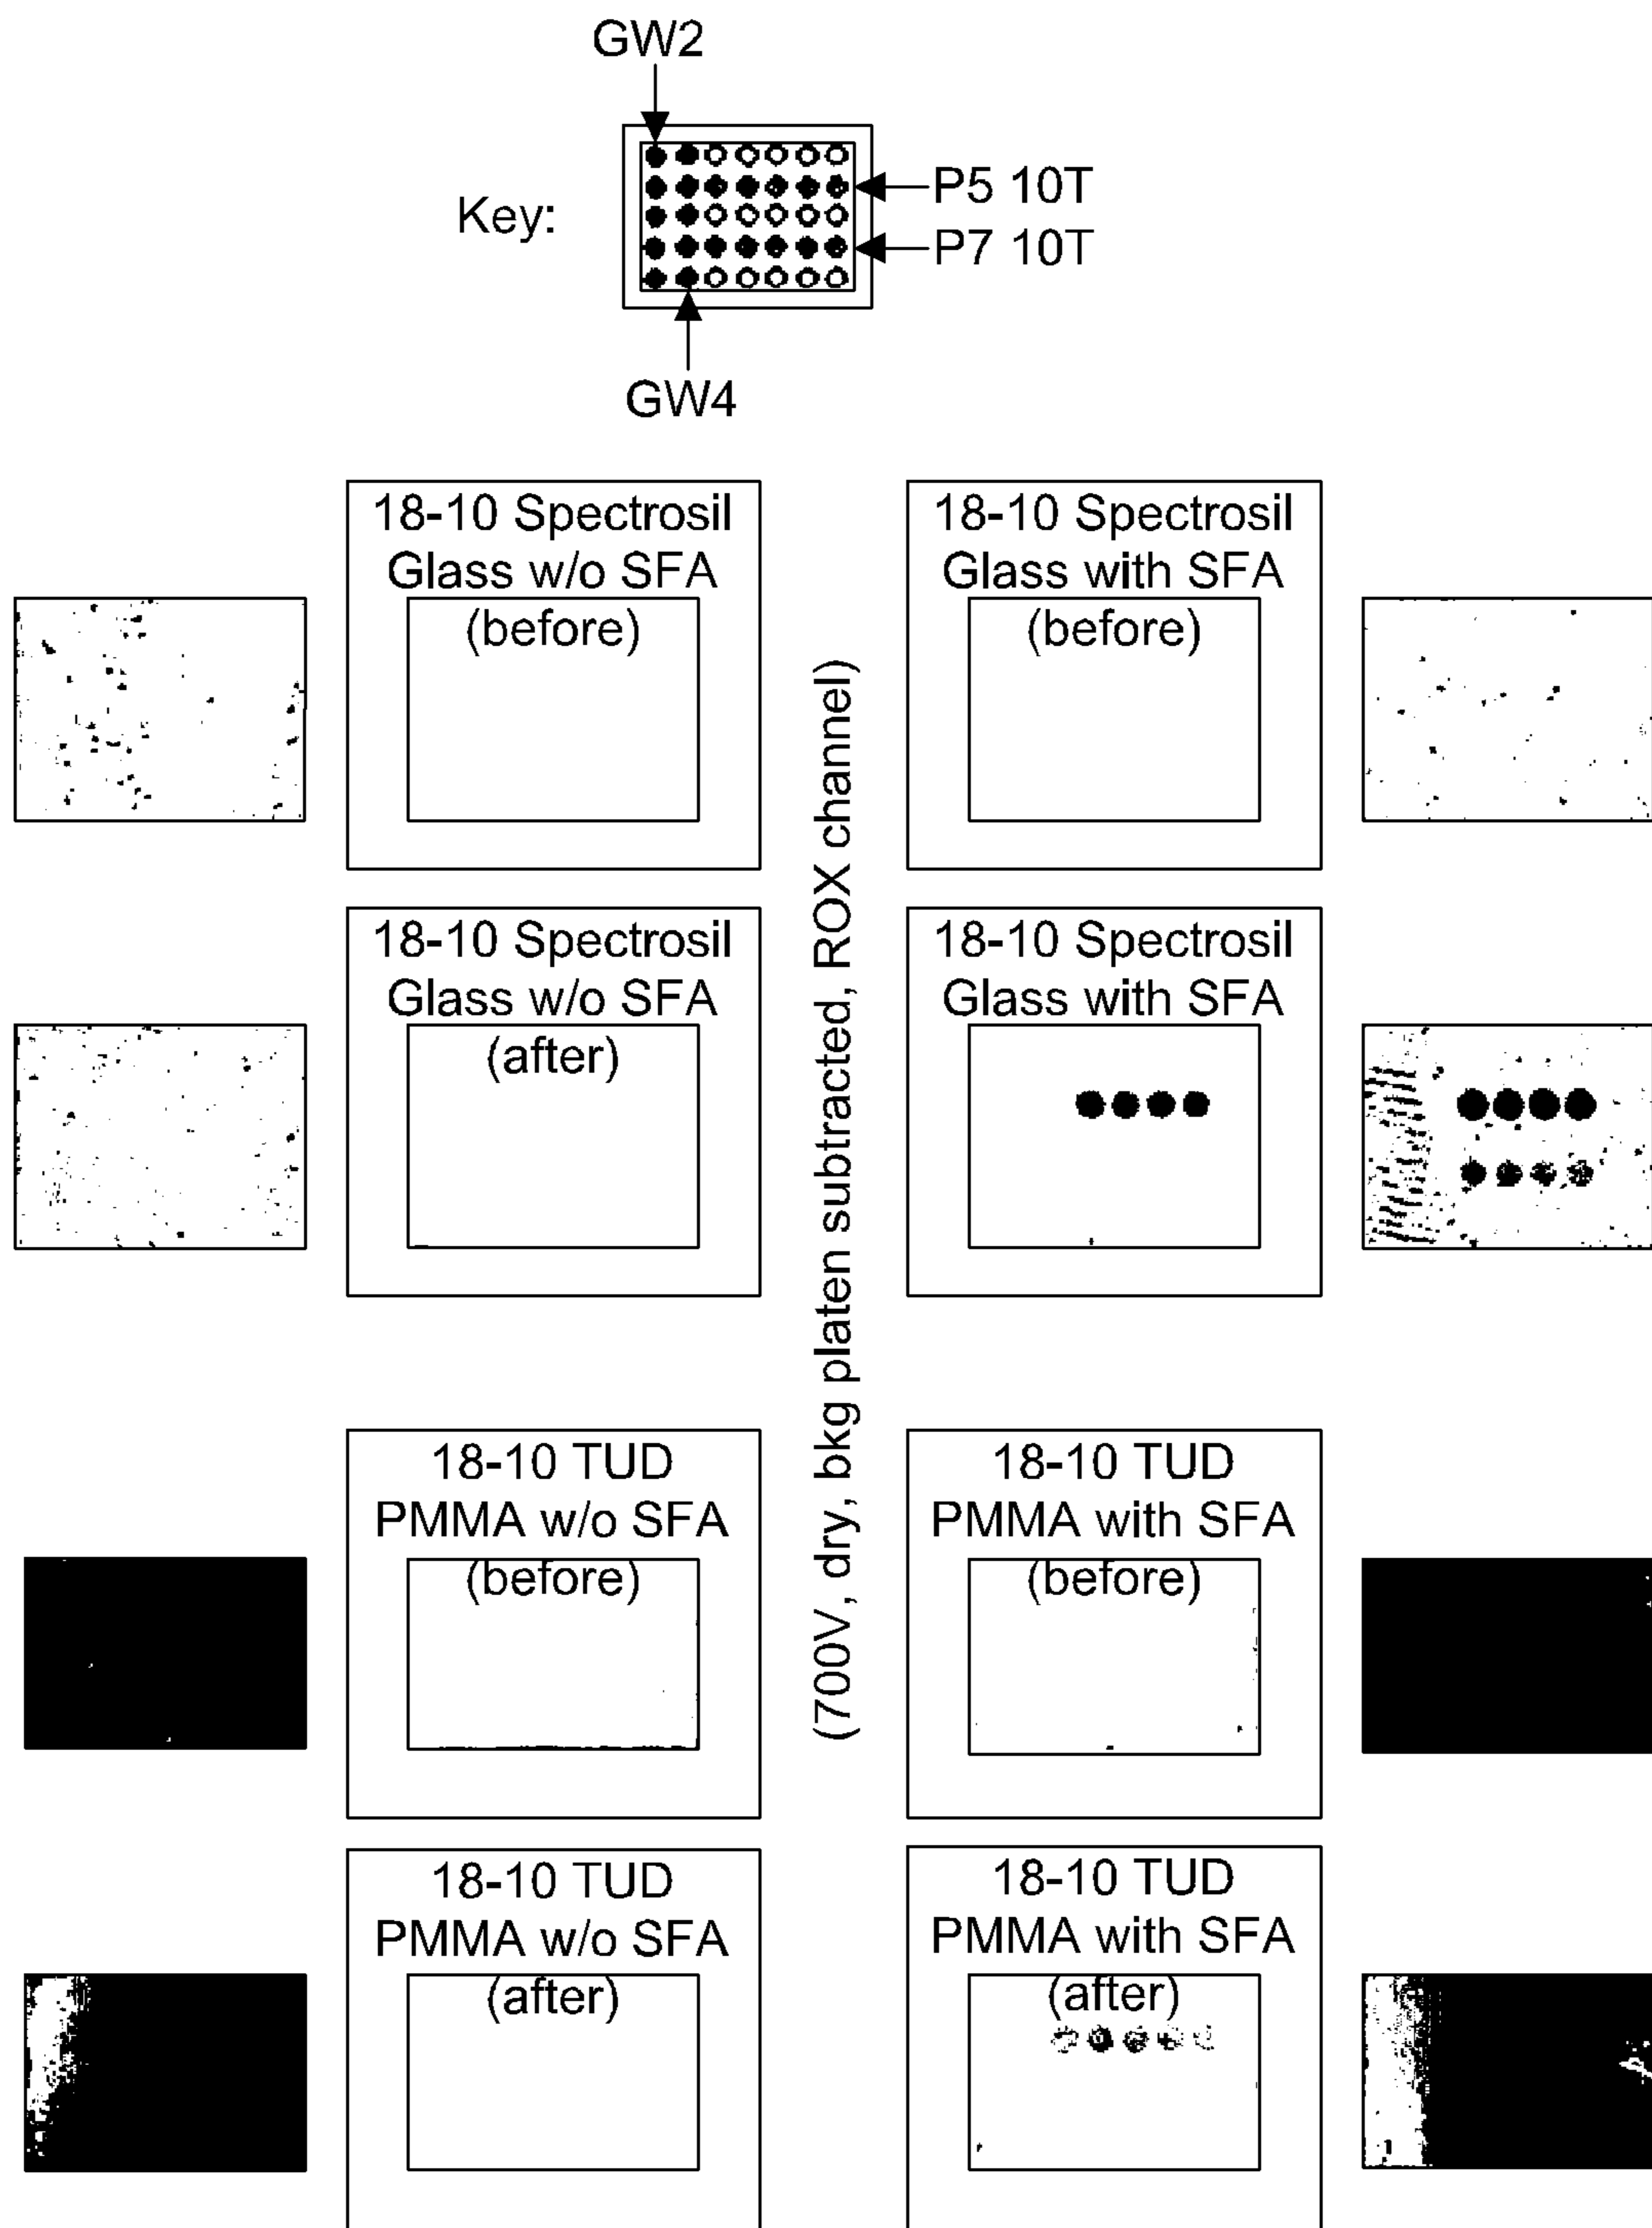 GW2
Key:
P5 10T
P7 10T
GW4
18-10 Spectrosil
Glass w/o SFA
(before)
18-10 Spectrosil
Glass with SFA
(before)
(700V, dry, bkg platen subtracted, ROX channel)
18-10 Spectrosil
Glass w/o SFA
(after)
18-10 Spectrosil
Glass with SFA
18-10 TUD
PMMA w/o SFA
(before)
18-10 TUD
PMMA with SFA
(before)
18-10 TUD
PMMA w/o SFA
(after)
18-10 TUD
PMMA with SFA
(after)